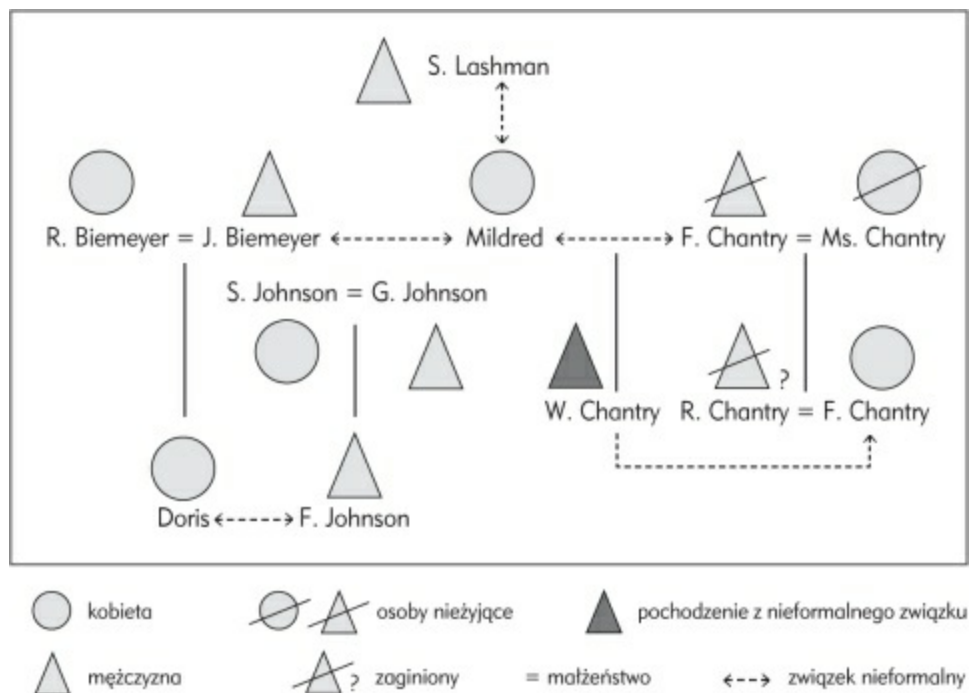 S. Lashman
R. Biemeyer = J. Biemeyer Mildred F. Chantry = Ms. Chantry
S. Johnson = G. Johnson
?
W. Chantry R. Chantry = F. Chantry
Doris F. Johnson
kobieta osoby nieżyjące pochodzenie z nieformalnego związku
mężczyzna ? zaginiony = małżeństwo związek nieformalny